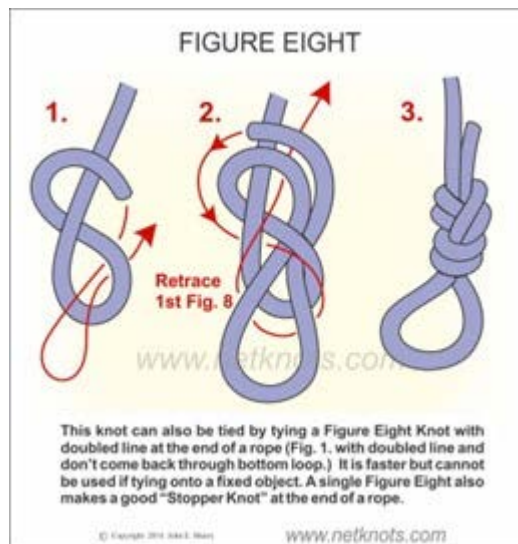 FIGURE EIGHT
1.
2.
3.
Retrace
1st Fig. 8
www.netknots.com
This knot can also be tied by tying a Figure Eight Knot with
doubled line at the end of a rope (Fig. 1. with doubled line and
don't come back through bottom loop.) It is faster but cannot
be used if tying onto a fixed object. A single Figure Eight also
makes a good “Stopper Knot” at the end of a rope.
© Copyright John E.
www.netknots.com